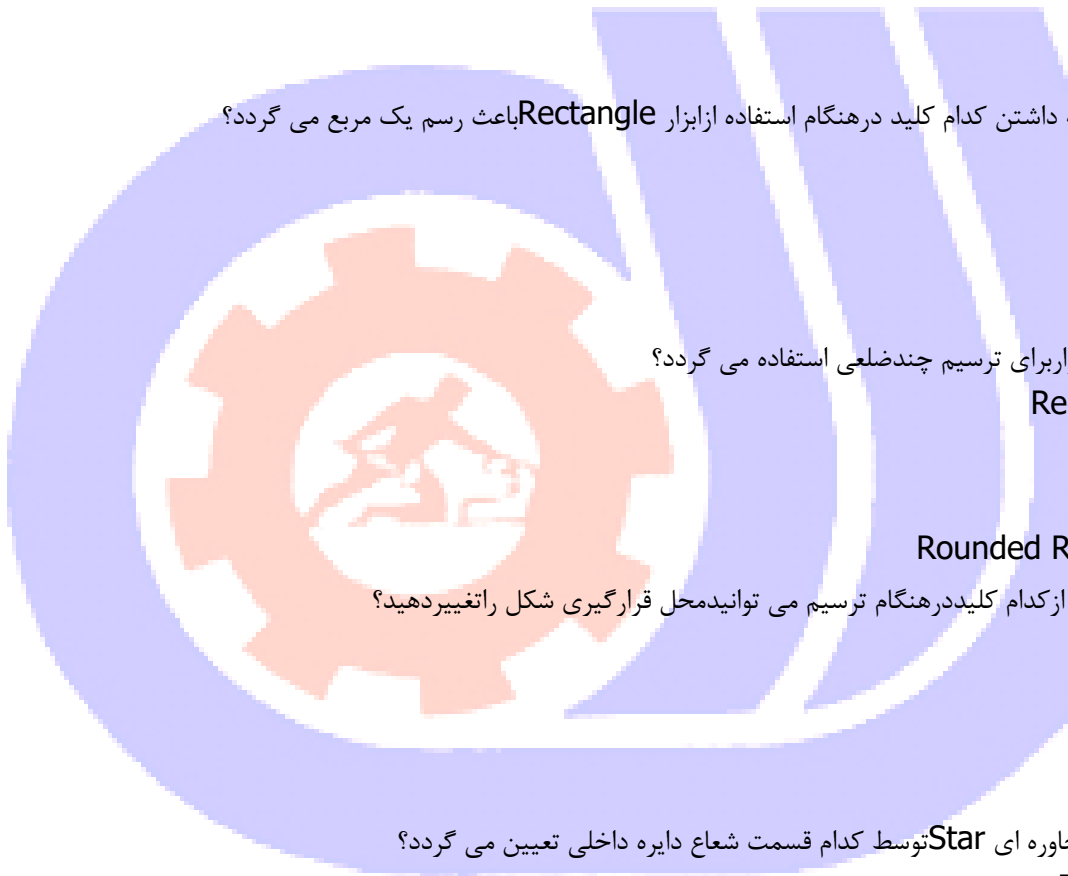 داشتن کدام کلید درهنگام استفاده ازابزار Rectangleباعث رسم یک مربع می گردد؟
اربرای ترسیم چندضلعی استفاده می گردد؟
Re
Rounded R
ازکدام کلیددرهنگام ترسیم می توانیدمحل قرارگیری شکل راتغییردهید؟
اوره ای Starتوسط کدام قسمت شعاع دایره داخلی تعیین می گردد؟